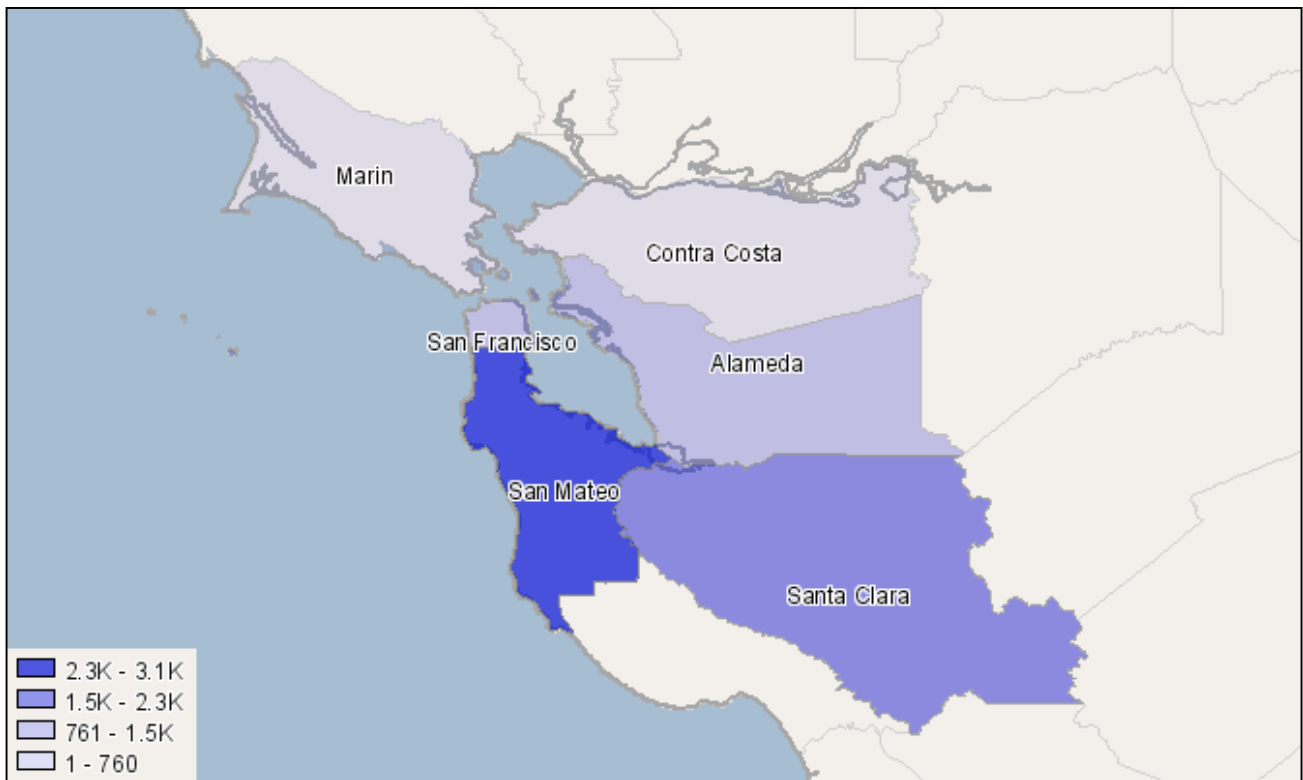 Marin
Contra Costa
San Francisco
Alameda
San Mateo
Santa Clara
2.3K - 3.1K
1.5K - 2.3K
761 - 1.5K
1 - 760